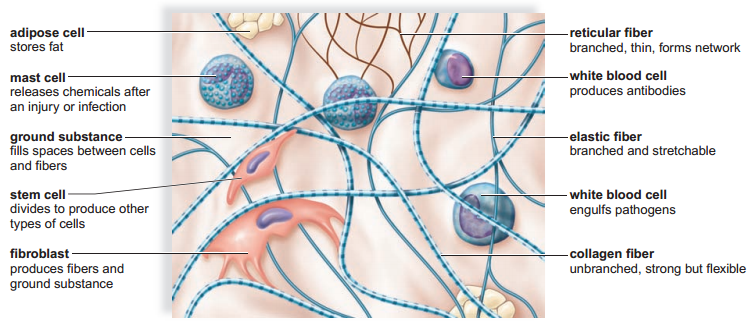 adipose cell
stores fat
mast cell
releases chemicals after
an injury or infection
ground substance
fills spaces between cells
and fibers
stem cell
divides to produce other
types of cells
fibroblast
produces fibers and
ground substance
reticular fiber
branched, thin, forms network
white blood cell
produces antibodies
elastic fiber
branched and stretchable
white blood cell
engulfs pathogens
collagen fiber
unbranched, strong but flexible